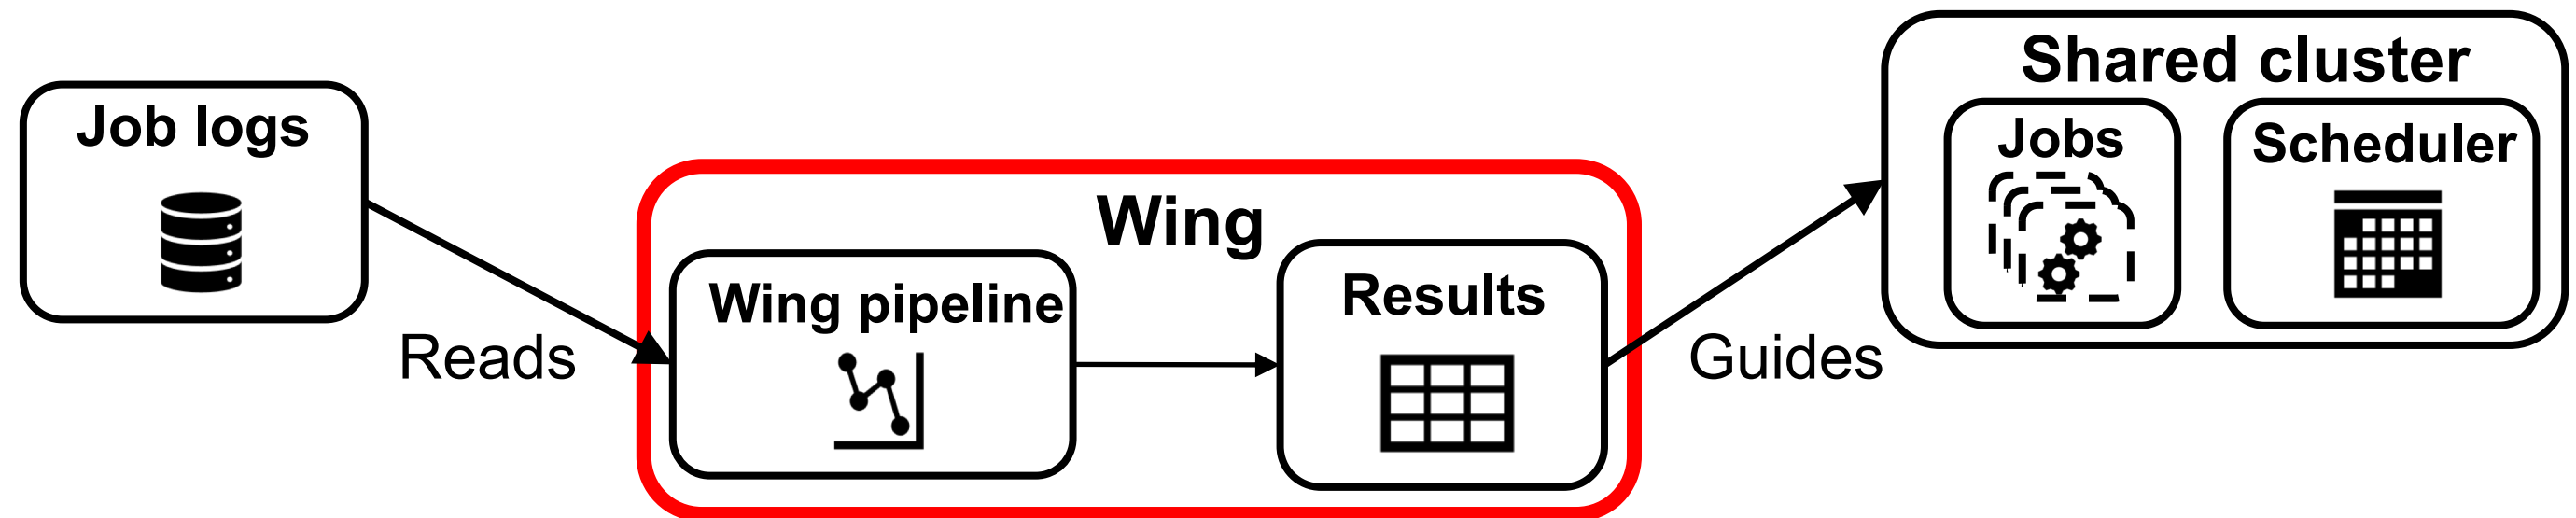 Job logs
Reads
Wing
Wing pipeline
Results
Guides
Shared cluster
Jobs
Scheduler